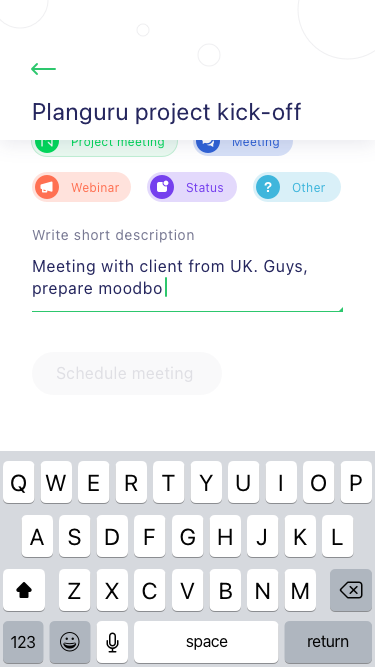 Planguru project kick-off
Project meeting
Meeting
Webinar
Status
? Other
Write short description
Meeting with client from UK. Guys,
prepare moodbo
Schedule meeting
Q W E R T Y U I O P
A S D F G H J K L
Z X C V B N M
123 space return